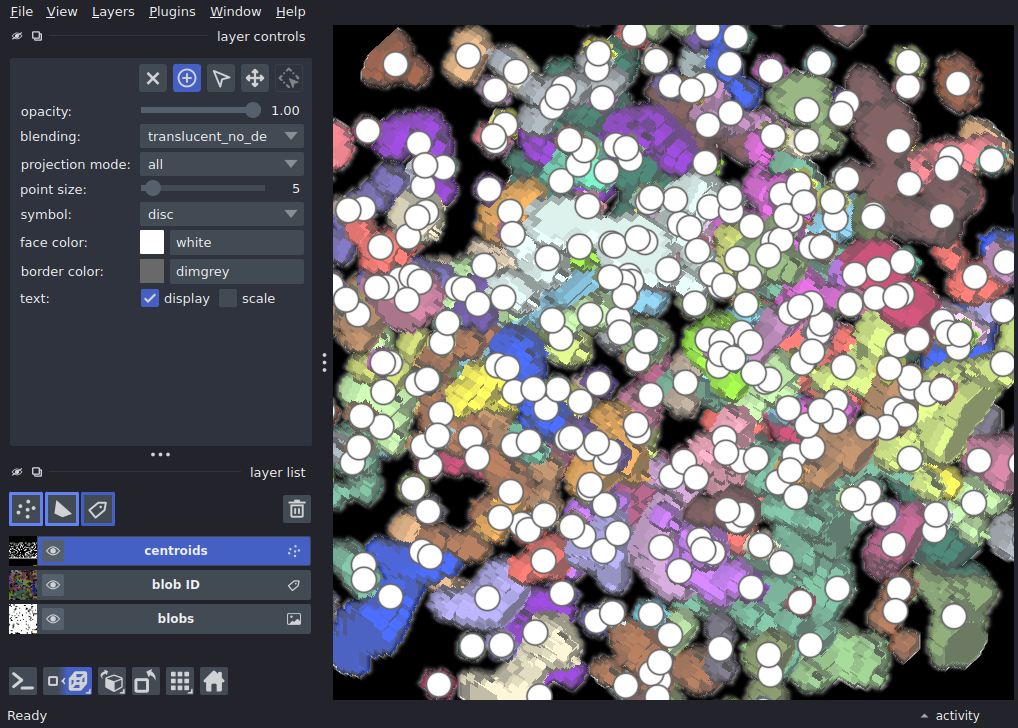 File View Layers Plugins Window Help
layer controls
opacity: 1.00
blending: translucent_no_de
projection mode: all
point size: 5
symbol: disc
face color: white
border color: dimgrey
text: display scale
layer list
centroids
blob ID
blobs
Ready activity